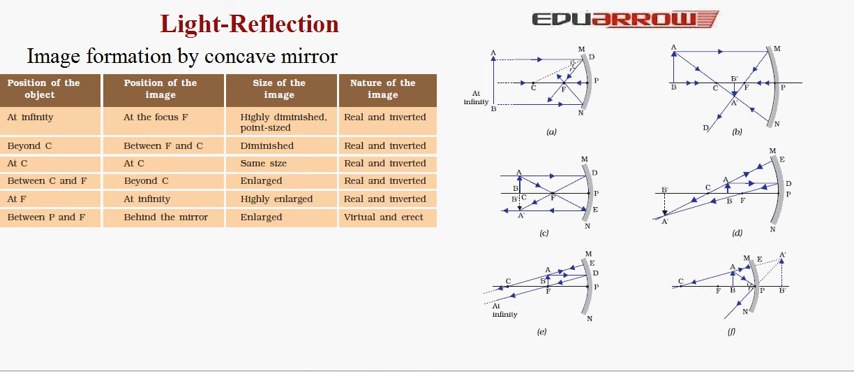 Light-Reflection
EDUARROW
Image formation by concave mirror
Position of the object
Position of the image
Size of the image
Nature of the image
At infinity
At the focus F
Highly diminished, point-sized
Real and inverted
Beyond C
Between F and C
Diminished
Real and inverted
At C
At C
Same size
Real and inverted
Between C and F
Beyond C
Enlarged
Real and inverted
At F
At infinity
Highly enlarged
Real and inverted
Between P and F
Behind the mirror
Enlarged
Virtual and erect
A
M
D
C
F
P
At infinity
B
N
(a)
A
M
B
C
B'
F
P
A'
D
N
(b)
M
A
D
B
B'
C
F
P
A'
E
N
(c)
M
E
A
D
B'
C
B
F
P
A'
N
(d)
M
E
A
D
C
B
F
P
At infinity
N
(e)
A'
M
E
A
C
F
B
P
B'
N
(f)